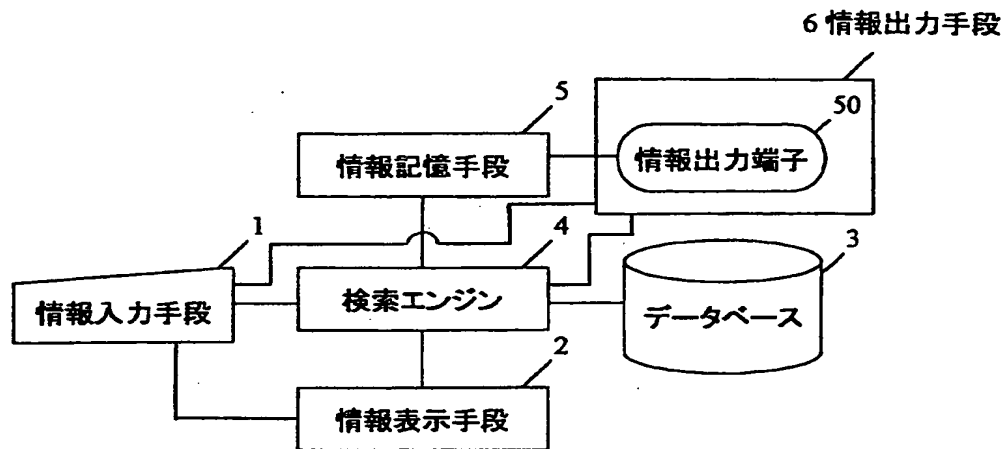 6 情報出力手段
5
50
情報記憶手段
情報出力端子
1
4
3
情報入力手段
検索エンジン
データベース
2
情報表示手段